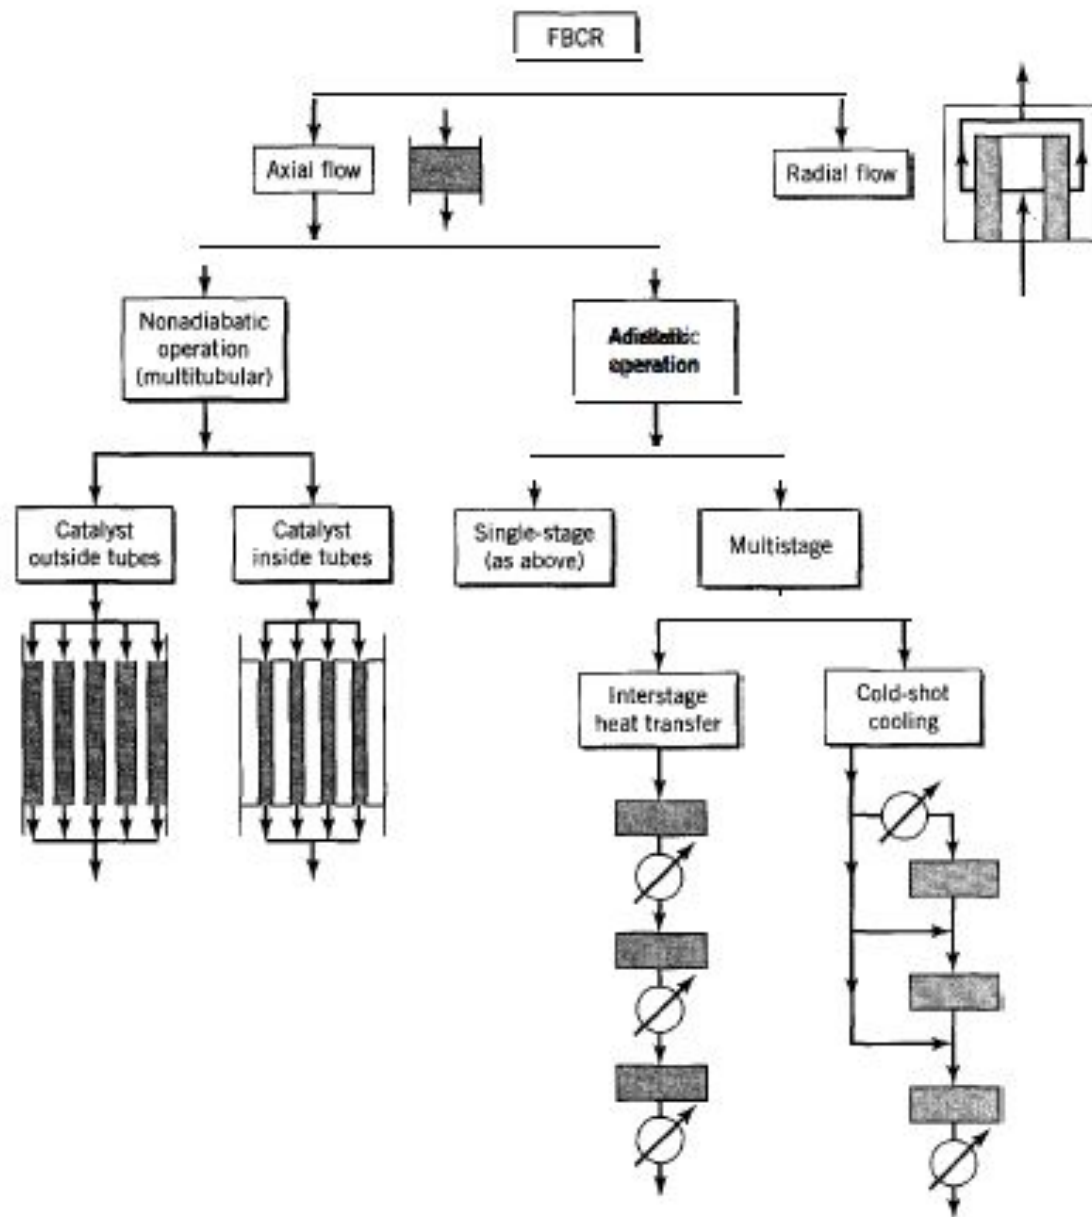 FBCR
Axial flow
Radial flow
Nonadiabatic
operation
(multitubular)
Adiabatic
operation
Catalyst
outside tubes
Catalyst
inside tubes
Single-stage
(as above)
Multistage
Interstage
heat transfer
Cold-shot
cooling